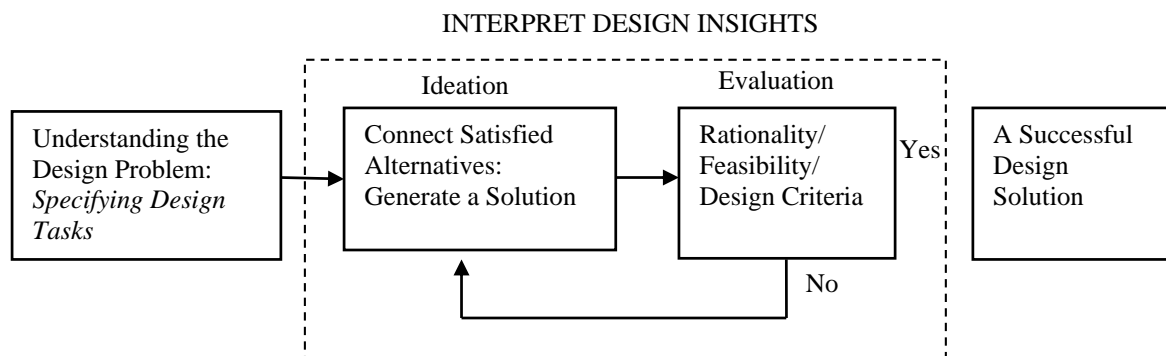 INTERPRET DESIGN INSIGHTS
Ideation
Evaluation
Understanding the
Design Problem:
Specifying Design
Tasks
Connect Satisfied
Alternatives:
Generate a Solution
Rationality/
Feasibility/
Design Criteria
Yes
No
A Successful
Design
Solution